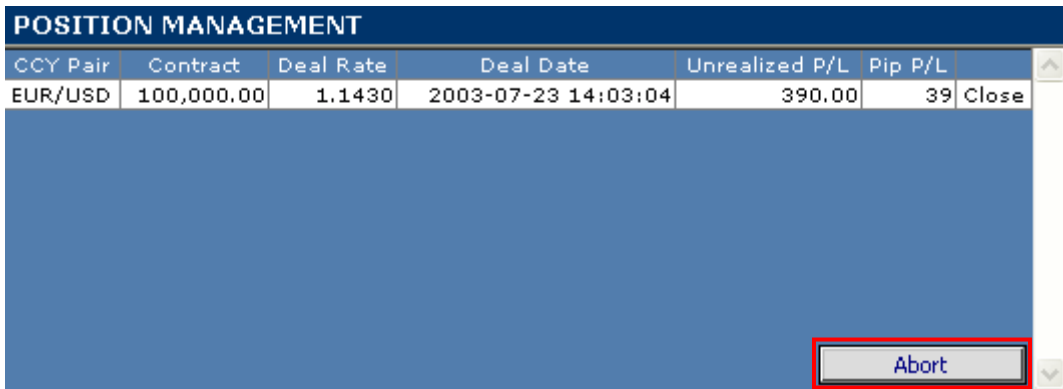 POSITION MANAGEMENT
CCY Pair Contract Deal Rate Deal Date Unrealized P/L Pip P/L
EUR/USD 100,000.00 1.1430 2003-07-23 14:03:04 390.00 39 Close
Abort